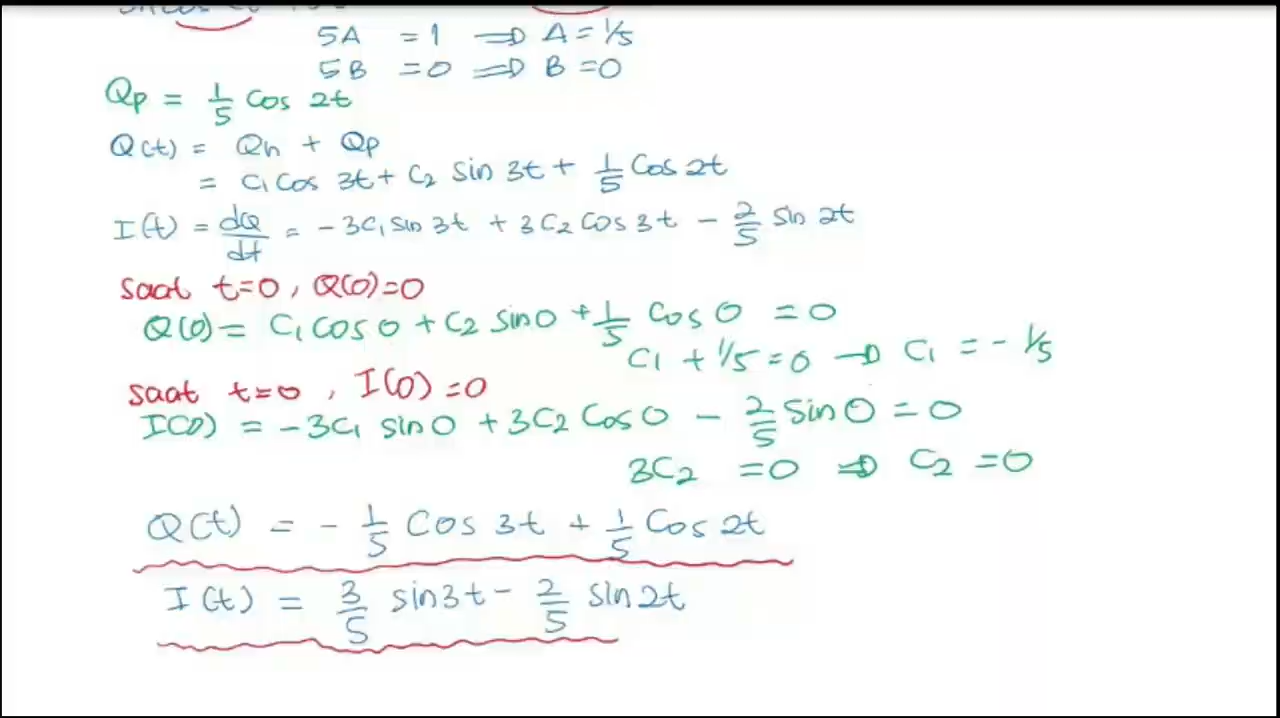 5A = 1 ⇒ A = 1/5
5B = 0 ⇒ B = 0
Qp = 1/5 Cos 2t
Q(t) = Qh + Qp
= C1 Cos 3t + C2 Sin 3t + 1/5 Cos 2t
I(t) = dQ/dt = -3C1 sin 3t + 3C2 Cos 3t - 2/5 sin 2t
saat t=0, Q(0)=0
Q(0) = C1 Cos 0 + C2 sin 0 + 1/5 Cos 0 = 0
C1 + 1/5 = 0 → C1 = - 1/5
saat t=0, I(0)=0
I(0) = -3C1 sin 0 + 3C2 Cos 0 - 2/5 Sin 0 = 0
3C2 = 0 ⇒ C2 = 0
Q(t) = - 1/5 Cos 3t + 1/5 Cos 2t
I(t) = 3/5 sin 3t - 2/5 sin 2t